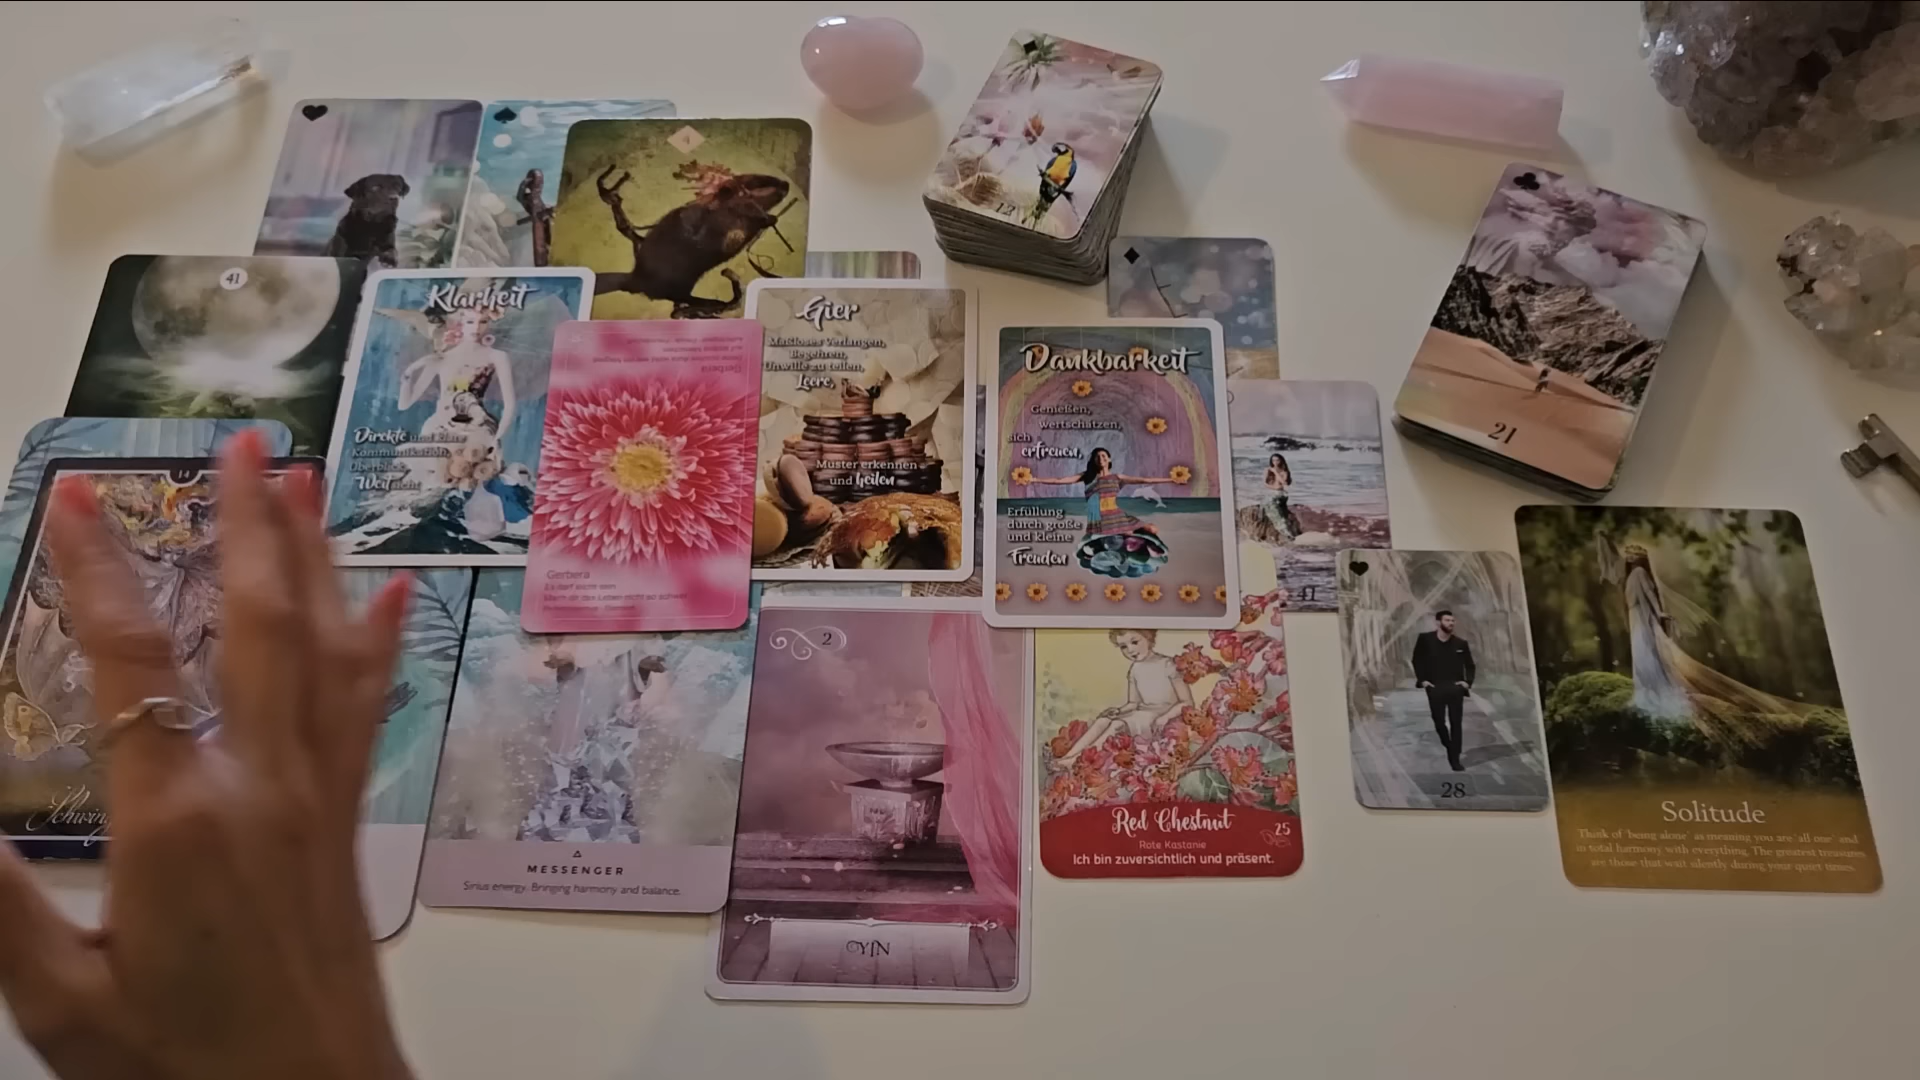 12
41
Klarheit
Direkte und klare
Kommunikation,
Überblick,
Weitsicht
Gerbera
Gerbera
Gier
Maßloses Verlangen,
Begehren,
Unwille zu teilen,
Leere,
Muster erkennen
und heilen
Dankbarkeit
Genießen,
wertschätzen,
sich
erfreuen,
Erfüllung
durch große
und kleine
Freuden
41
21
14
Schwing
MESSENGER
Sirius energy. Bringing harmony and balance.
2
YIN
Red Chestnut
25
Rote Kastanie
Ich bin zuversichtlich und präsent.
28
Solitude
Think of 'being alone' as meaning you are 'all one' and
in total harmony with everything. The greatest treasures
are those that wait silently during your quiet times.